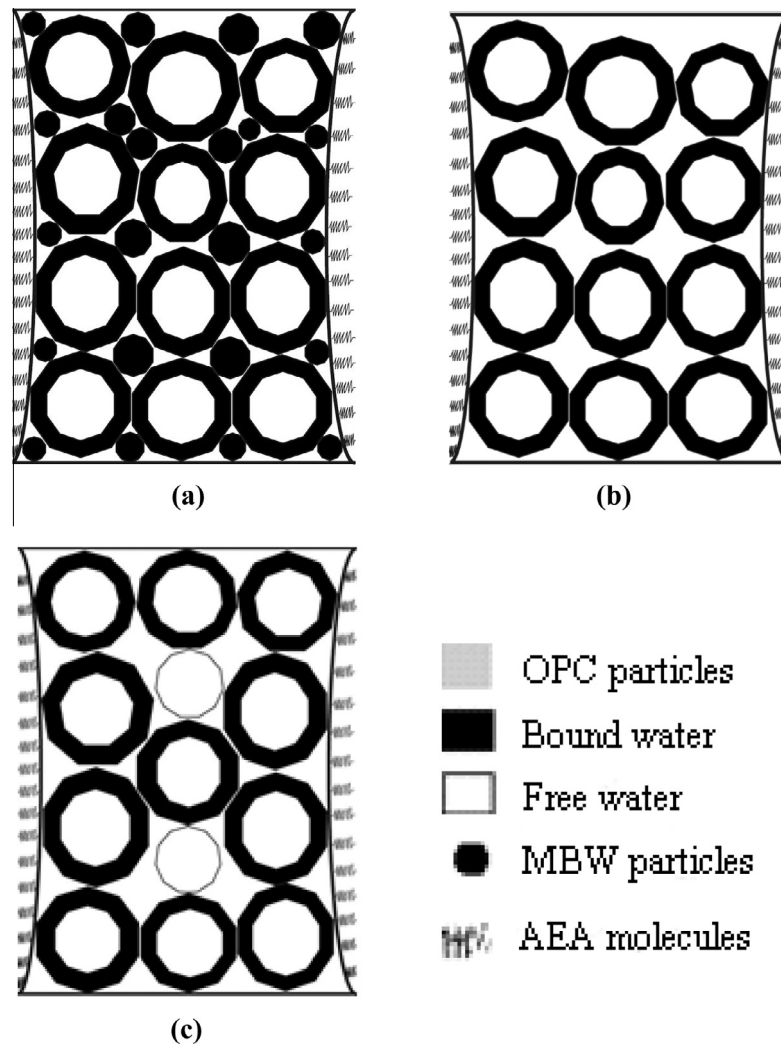 (a)
(b)
(c)
OPC particles
Bound water
Free water
MBW particles
AEA molecules